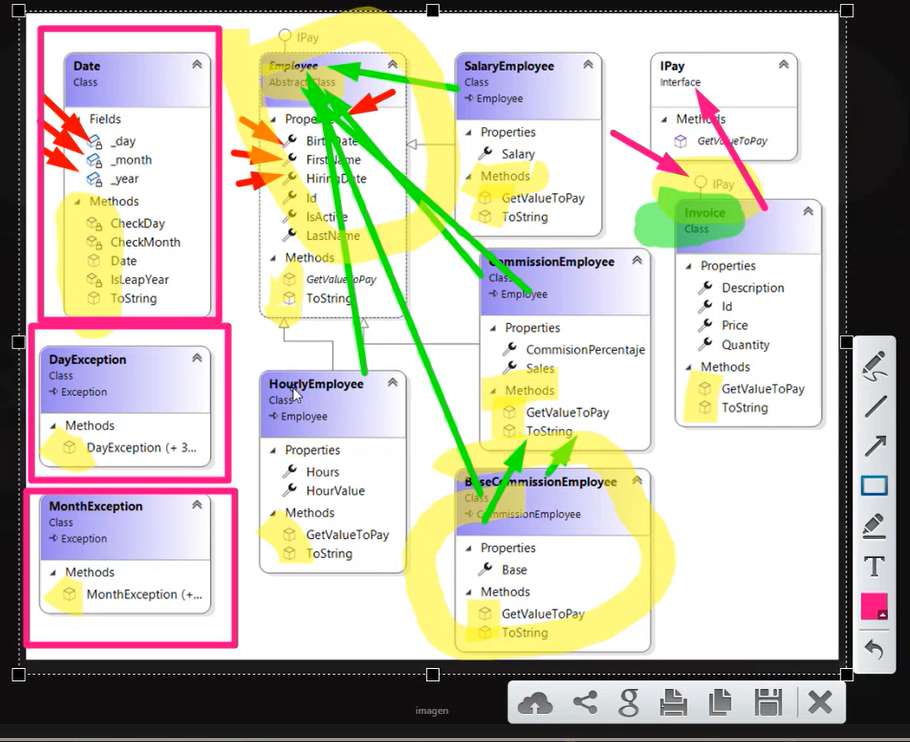 Date
Class
Fields
_day
_month
_year
Methods
CheckDay
CheckMonth
Date
IsLeapYear
ToString
DayException
Class
Exception
Methods
DayException (+ 3...
MonthException
Class
Exception
Methods
MonthException (+...
IPay
Employee
Abstract Class
Properties
BirthDate
FirstName
HiringDate
Id
IsActive
LastName
Methods
GetValueToPay
ToString
HourlyEmployee
Class
Employee
Properties
Hours
HourValue
Methods
GetValueToPay
ToString
SalaryEmployee
Class
Employee
Properties
Salary
Methods
GetValueToPay
ToString
CommissionEmployee
Class
Employee
Properties
CommisionPercentaje
Sales
Methods
GetValueToPay
ToString
BaseCommissionEmployee
Class
CommissionEmployee
Properties
Base
Methods
GetValueToPay
ToString
IPay
Interface
Methods
GetValueToPay
IPay
Invoice
Class
Properties
Description
Id
Price
Quantity
Methods
GetValueToPay
ToString
T
g
imagen